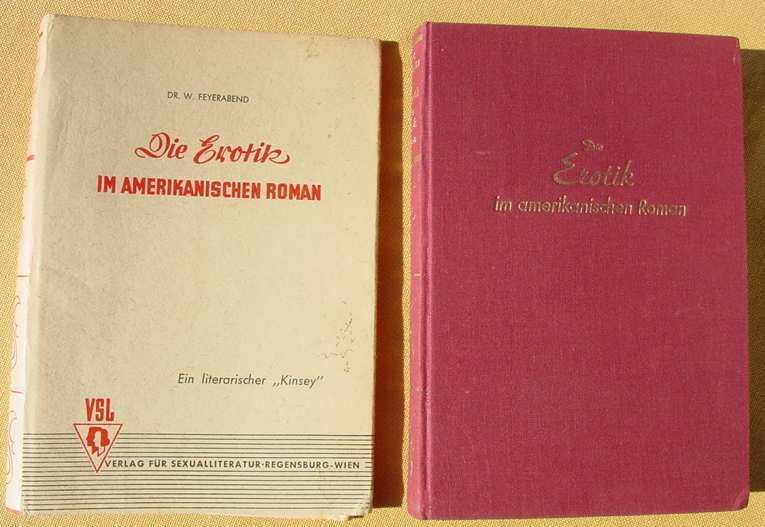 DR. W. FEYERABEND
Die Erotik
IM AMERIKANISCHEN ROMAN
Ein literarischer „Kinsey"
VSL
VERLAG FÜR SEXUALLITERATUR·REGENSBURG-WIEN
Die
Erotik
im amerikanischen Roman